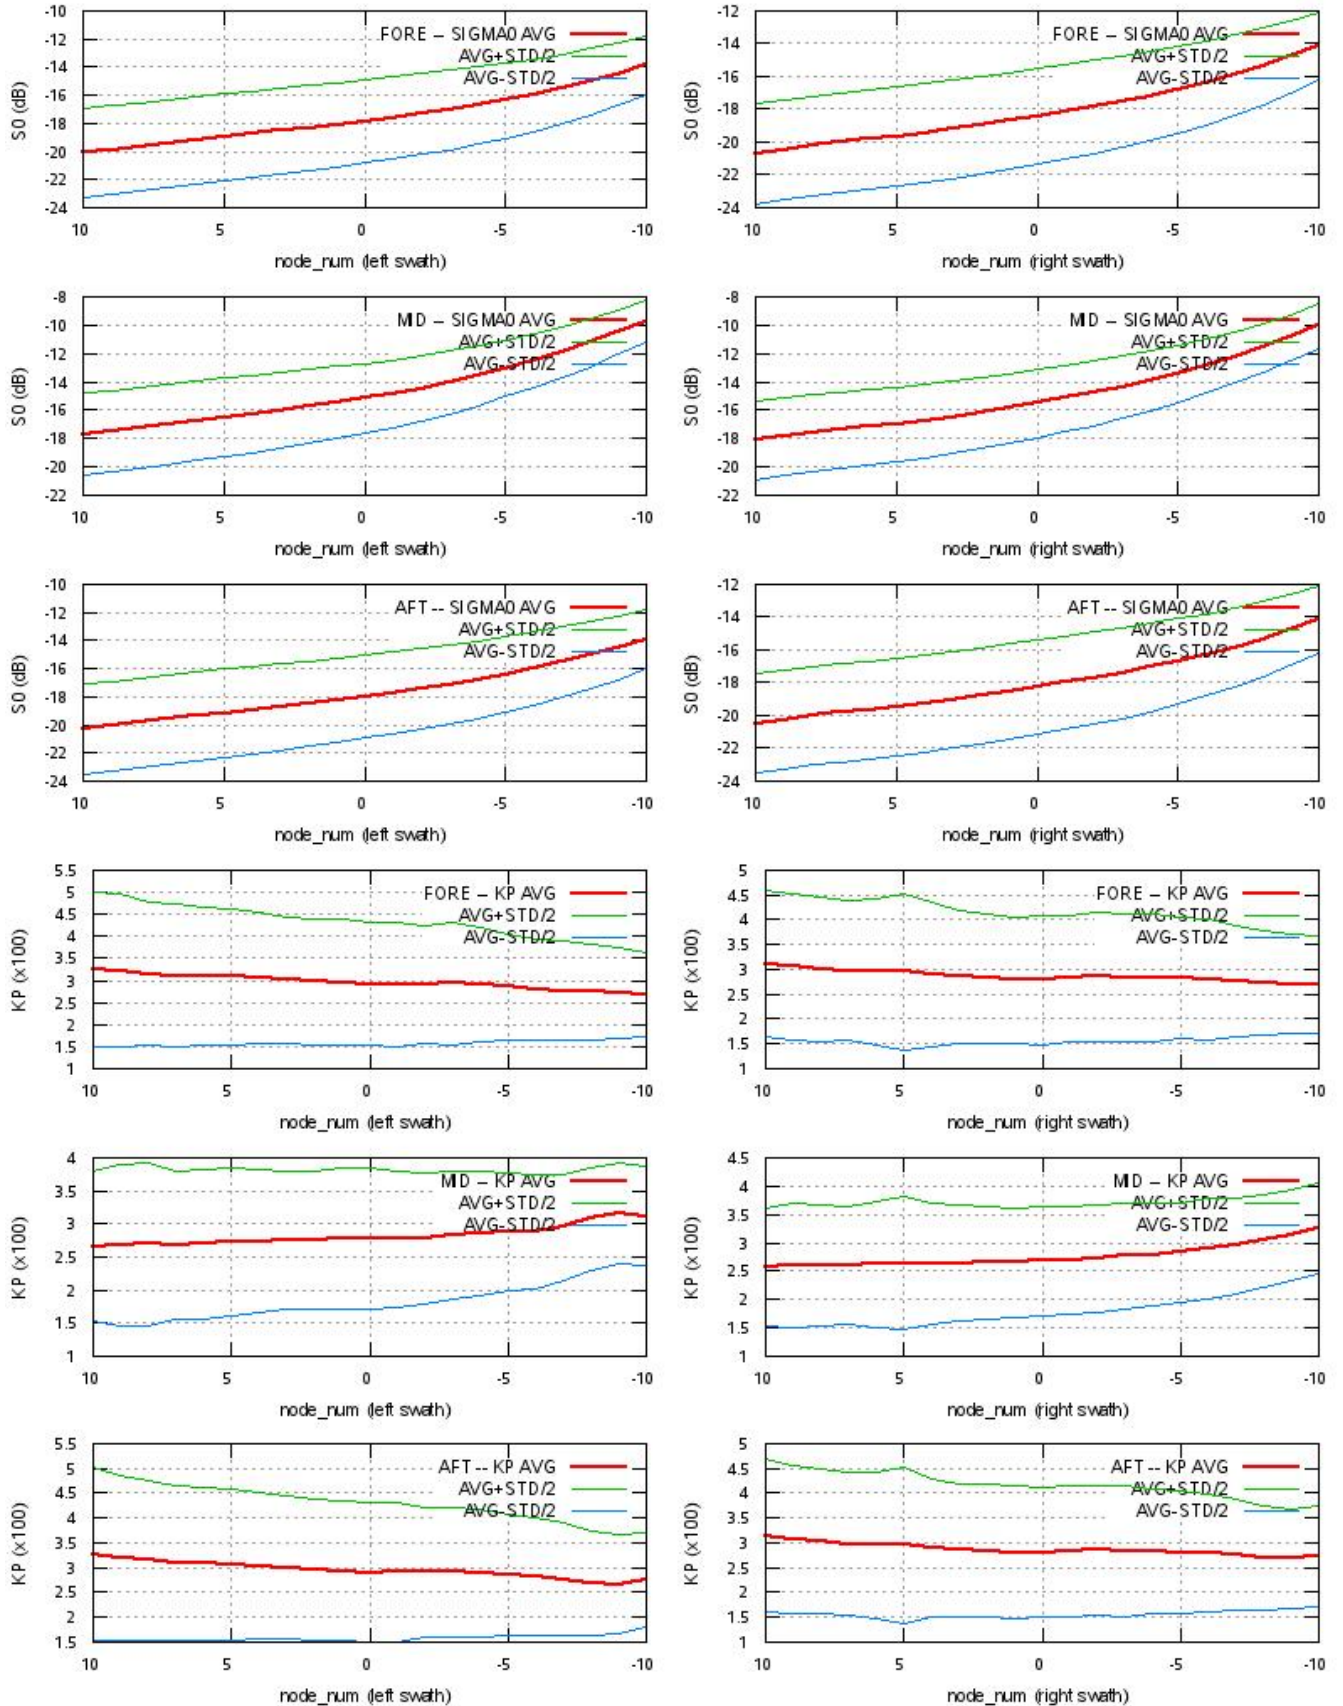 -10
-12
-14
-16
-18
-20
-22
-24
S0 (dB)
FORE -- SIGMA0 AVG
AVG+STD/2
AVG-STD/2
10 5 0 -5 -10
node_num (left swath)
-12
-14
-16
-18
-20
-22
-24
S0 (dB)
FORE -- SIGMA0 AVG
AVG+STD/2
AVG-STD/2
10 5 0 -5 -10
node_num (right swath)
-8
-10
-12
-14
-16
-18
-20
-22
S0 (dB)
MID -- SIGMA0 AVG
AVG+STD/2
AVG-STD/2
10 5 0 -5 -10
node_num (left swath)
-8
-10
-12
-14
-16
-18
-20
-22
S0 (dB)
MID -- SIGMA0 AVG
AVG+STD/2
AVG-STD/2
10 5 0 -5 -10
node_num (right swath)
-10
-12
-14
-16
-18
-20
-22
-24
S0 (dB)
AFT -- SIGMA0 AVG
AVG+STD/2
AVG-STD/2
10 5 0 -5 -10
node_num (left swath)
-12
-14
-16
-18
-20
-22
-24
S0 (dB)
AFT -- SIGMA0 AVG
AVG+STD/2
AVG-STD/2
10 5 0 -5 -10
node_num (right swath)
5.5
5
4.5
4
3.5
3
2.5
2
1.5
1
KP (x100)
FORE -- KP AVG
AVG+STD/2
AVG-STD/2
10 5 0 -5 -10
node_num (left swath)
5
4.5
4
3.5
3
2.5
2
1.5
1
KP (x100)
FORE -- KP AVG
AVG+STD/2
AVG-STD/2
10 5 0 -5 -10
node_num (right swath)
4
3.5
3
2.5
2
1.5
1
KP (x100)
MID -- KP AVG
AVG+STD/2
AVG-STD/2
10 5 0 -5 -10
node_num (left swath)
4.5
4
3.5
3
2.5
2
1.5
1
KP (x100)
MID -- KP AVG
AVG+STD/2
AVG-STD/2
10 5 0 -5 -10
node_num (right swath)
5.5
5
4.5
4
3.5
3
2.5
2
1.5
KP (x100)
AFT -- KP AVG
AVG+STD/2
AVG-STD/2
10 5 0 -5 -10
node_num (left swath)
5
4.5
4
3.5
3
2.5
2
1.5
1
KP (x100)
AFT -- KP AVG
AVG+STD/2
AVG-STD/2
10 5 0 -5 -10
node_num (right swath)